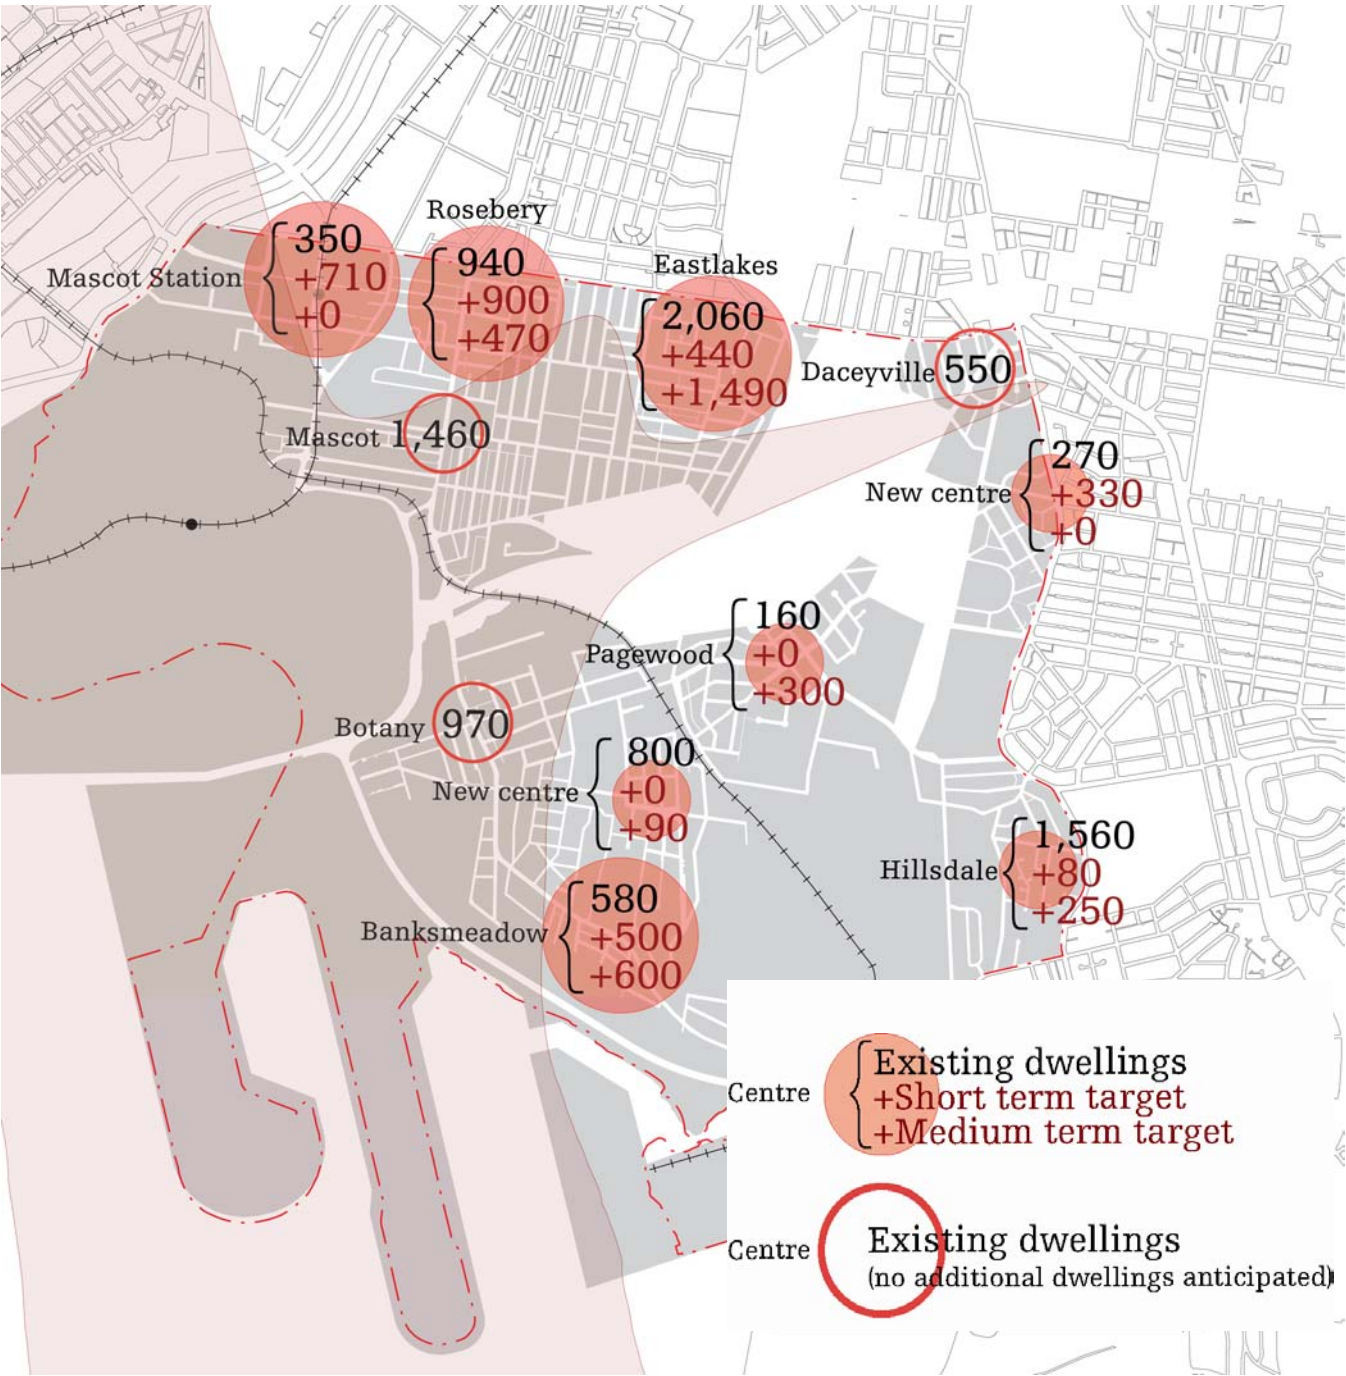 Rosebery
Mascot Station
350
+710
+0
940
+900
+470
Eastlakes
2,060
+440
+1,490
Daceyville
550
Mascot
1,460
New centre
270
+330
+0
Pagewood
160
+0
+300
Botany
970
New centre
800
+0
+90
Hillsdale
1,560
+80
+250
Banksmeadow
580
+500
+600
Centre
Existing dwellings
+Short term target
+Medium term target
Centre
Existing dwellings
(no additional dwellings anticipated)